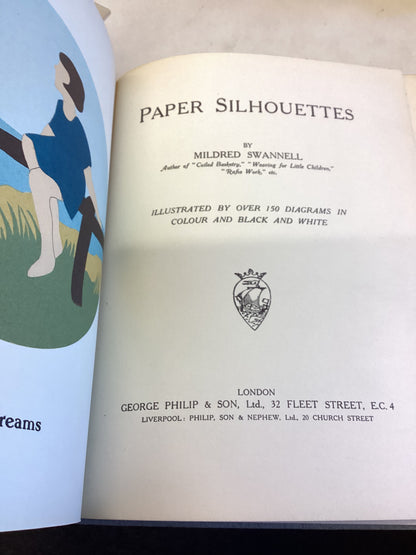 PAPER SILHOUETTES
BY
MILDRED SWANNELL
Author of "Coiled Basketry," "Weaving for Little Children,"
"Rafia Work," etc.
ILLUSTRATED BY OVER 150 DIAGRAMS IN
COLOUR AND BLACK AND WHITE
LONDON
GEORGE PHILIP & SON, Ltd., 32 FLEET STREET, E.C. 4
LIVERPOOL: PHILIP, SON & NEPHEW, Ltd., 20 CHURCH STREET
reams